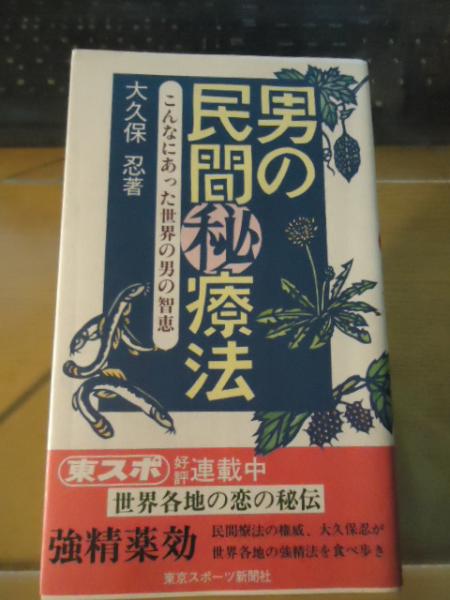 男の
民間㊙療法
こんなにあった世界の男の智恵
大久保 忍著
東スポ 好評連載中
世界各地の恋の秘伝
強精薬効
民間療法の権威、大久保忍が
世界各地の強精法を食べ歩き
東京スポーツ新聞社